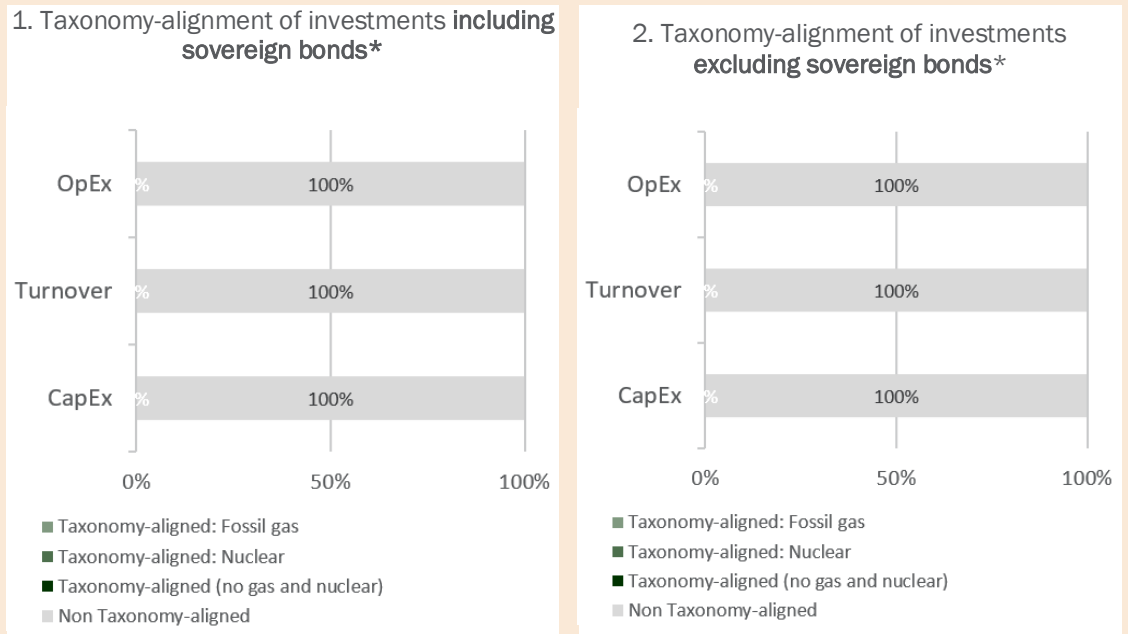 1. Taxonomy-alignment of investments including
sovereign bonds*
OpEx
%
100%
Turnover
%
100%
CapEx
%
100%
0%
50%
100%
Taxonomy-aligned: Fossil gas
Taxonomy-aligned: Nuclear
Taxonomy-aligned (no gas and nuclear)
Non Taxonomy-aligned
2. Taxonomy-alignment of investments
excluding sovereign bonds*
OpEx
%
100%
Turnover
%
100%
CapEx
%
100%
0%
50%
100%
Taxonomy-aligned: Fossil gas
Taxonomy-aligned: Nuclear
Taxonomy-aligned (no gas and nuclear)
Non Taxonomy-aligned